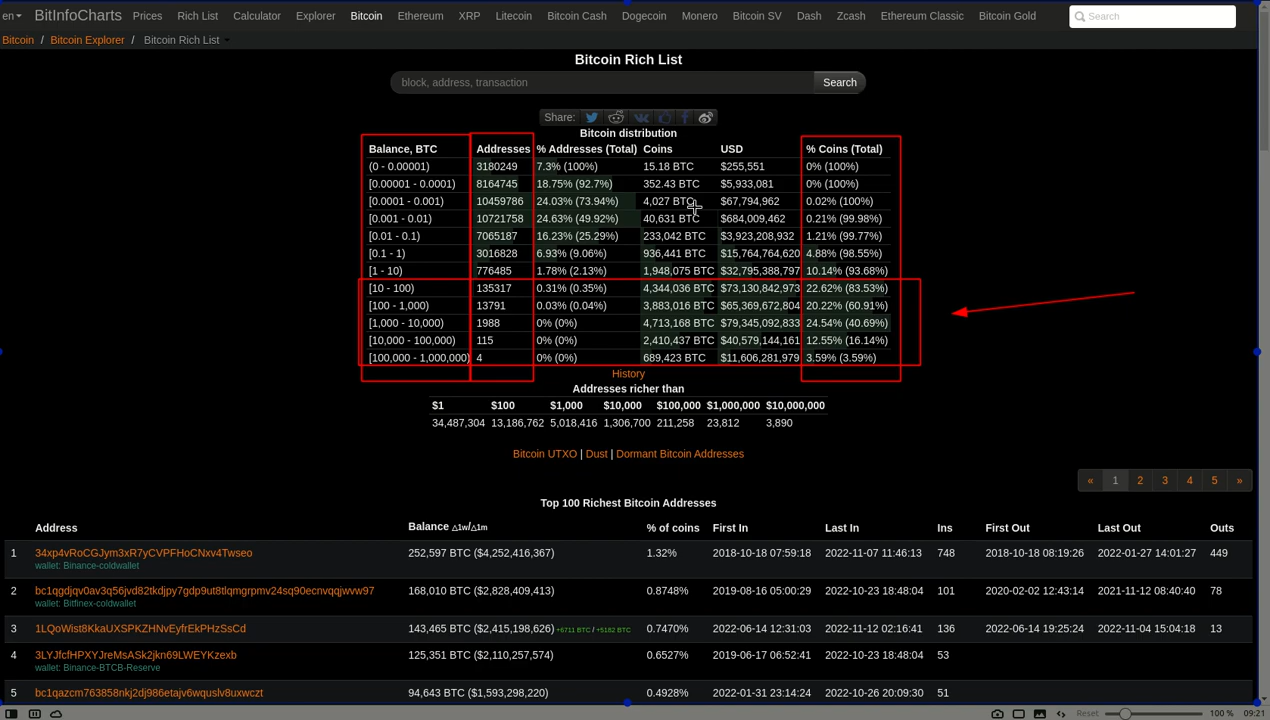 en BitInfoCharts Prices Rich List Calculator Explorer Bitcoin Ethereum XRP Litecoin Bitcoin Cash Dogecoin Monero Bitcoin SV Dash Zcash Ethereum Classic Bitcoin Gold Search
Bitcoin / Bitcoin Explorer / Bitcoin Rich List
Bitcoin Rich List
block, address, transaction Search
Share:
Bitcoin distribution
Balance, BTC Addresses % Addresses (Total) Coins USD % Coins (Total)
(0 - 0.00001) 3180249 7.3% (100%) 15.18 BTC $255,551 0% (100%)
[0.00001 - 0.0001) 8164745 18.75% (92.7%) 352.43 BTC $5,933,081 0% (100%)
[0.0001 - 0.001) 10459786 24.03% (73.94%) 4,027 BTC $67,794,962 0.02% (100%)
[0.001 - 0.01) 10721758 24.63% (49.92%) 40,631 BTC $684,009,462 0.21% (99.98%)
[0.01 - 0.1) 7065187 16.23% (25.29%) 233,042 BTC $3,923,208,932 1.21% (99.77%)
[0.1 - 1) 3016828 6.93% (9.06%) 936,441 BTC $15,764,764,620 4.88% (98.55%)
[1 - 10) 776485 1.78% (2.13%) 1,948,075 BTC $32,795,388,797 10.14% (93.68%)
[10 - 100) 135317 0.31% (0.35%) 4,344,036 BTC $73,130,842,973 22.62% (83.53%)
[100 - 1,000) 13791 0.03% (0.04%) 3,883,016 BTC $65,369,672,804 20.22% (60.91%)
[1,000 - 10,000) 1988 0% (0%) 4,713,168 BTC $79,345,092,833 24.54% (40.69%)
[10,000 - 100,000) 115 0% (0%) 2,410,437 BTC $40,579,144,161 12.55% (16.14%)
[100,000 - 1,000,000) 4 0% (0%) 689,423 BTC $11,606,281,979 3.59% (3.59%)
History
Addresses richer than
$1 $100 $1,000 $10,000 $100,000 $1,000,000 $10,000,000
34,487,304 13,186,762 5,018,416 1,306,700 211,258 23,812 3,890
Bitcoin UTXO | Dust | Dormant Bitcoin Addresses
« 1 2 3 4 5 »
Top 100 Richest Bitcoin Addresses
Address Balance △1w/△1m % of coins First In Last In Ins First Out Last Out Outs
1 34xp4vRoCGJym3xR7yCVPFHoCNxv4Twseo 252,597 BTC ($4,252,416,367) 1.32% 2018-10-18 07:59:18 2022-11-07 11:46:13 748 2018-10-18 08:19:26 2022-01-27 14:01:27 449
wallet: Binance-coldwallet
2 bc1qgdjqv0av3q56jvd82tkdjpy7gdp9ut8tlqmgrpmv24sq90ecnvqqjwvw97 168,010 BTC ($2,828,409,413) 0.8748% 2019-08-16 05:00:29 2022-10-23 18:48:04 101 2020-02-02 12:43:14 2021-11-12 08:40:40 78
wallet: Bitfinex-coldwallet
3 1LQoWist8KkaUXSPKZHNvEyfrEkPHzSsCd 143,465 BTC ($2,415,198,626) +6711 BTC / +5182 BTC 0.7470% 2022-06-14 12:31:03 2022-11-12 02:16:41 136 2022-06-14 19:25:24 2022-11-04 15:04:18 13
4 3LYJfcfHPXYJreMsASk2jkn69LWEYKzexb 125,351 BTC ($2,110,257,574) 0.6527% 2019-06-17 06:52:41 2022-10-23 18:48:04 53
wallet: Binance-BTCB-Reserve
5 bc1qazcm763858nkj2dj986etajv6wquslv8uxwczt 94,643 BTC ($1,593,298,220) 0.4928% 2022-01-31 23:14:24 2022-10-26 20:09:30 51
Reset 100 % 09:21